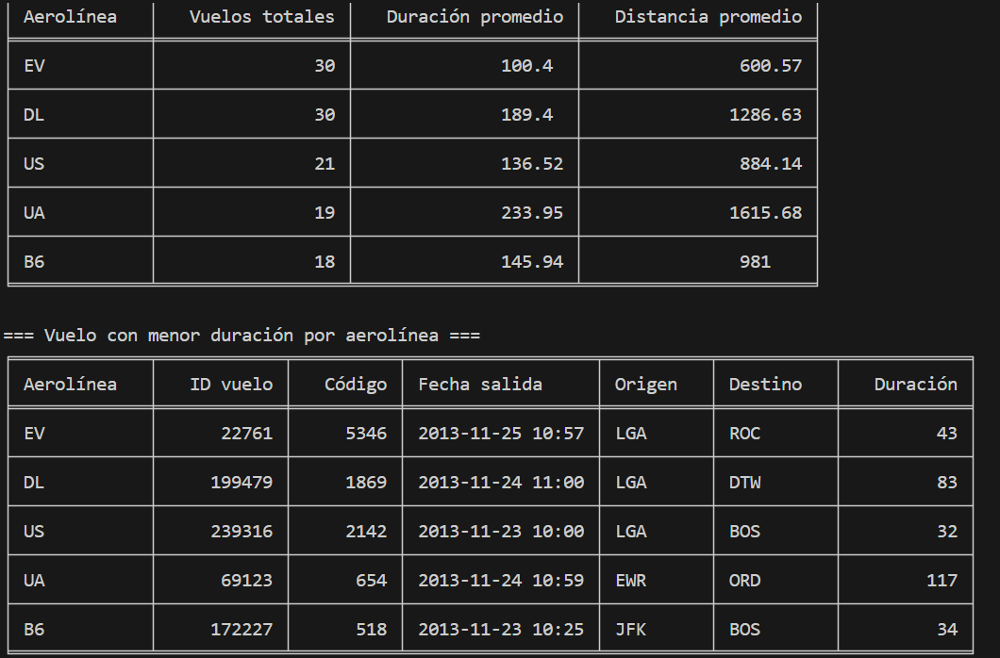 Aerolínea Vuelos totales Duración promedio Distancia promedio
EV 30 100.4 600.57
DL 30 189.4 1286.63
US 21 136.52 884.14
UA 19 233.95 1615.68
B6 18 145.94 981
=== Vuelo con menor duración por aerolínea ===
Aerolínea ID vuelo Código Fecha salida Origen Destino Duración
EV 22761 5346 2013-11-25 10:57 LGA ROC 43
DL 199479 1869 2013-11-24 11:00 LGA DTW 83
US 239316 2142 2013-11-23 10:00 LGA BOS 32
UA 69123 654 2013-11-24 10:59 EWR ORD 117
B6 172227 518 2013-11-23 10:25 JFK BOS 34